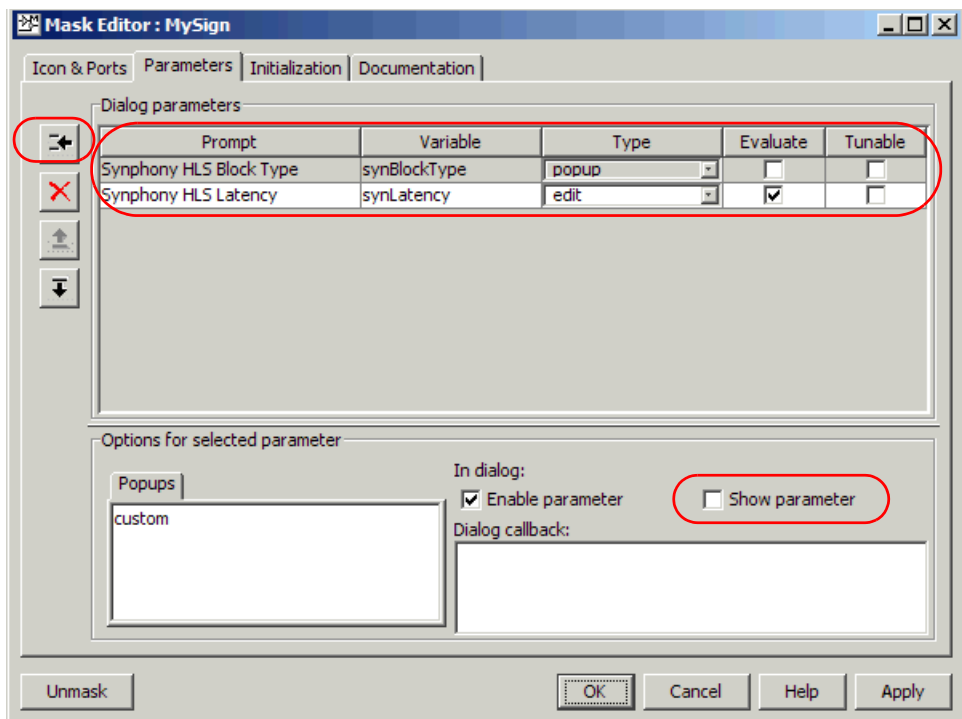 Mask Editor : MySign
Icon & Ports Parameters Initialization Documentation
Dialog parameters
Prompt Variable Type Evaluate Tunable
Synphony HLS Block Type synBlockType popup
Synphony HLS Latency synLatency edit
Options for selected parameter
Popups
custom
In dialog:
Enable parameter Show parameter
Dialog callback:
Unmask OK Cancel Help Apply